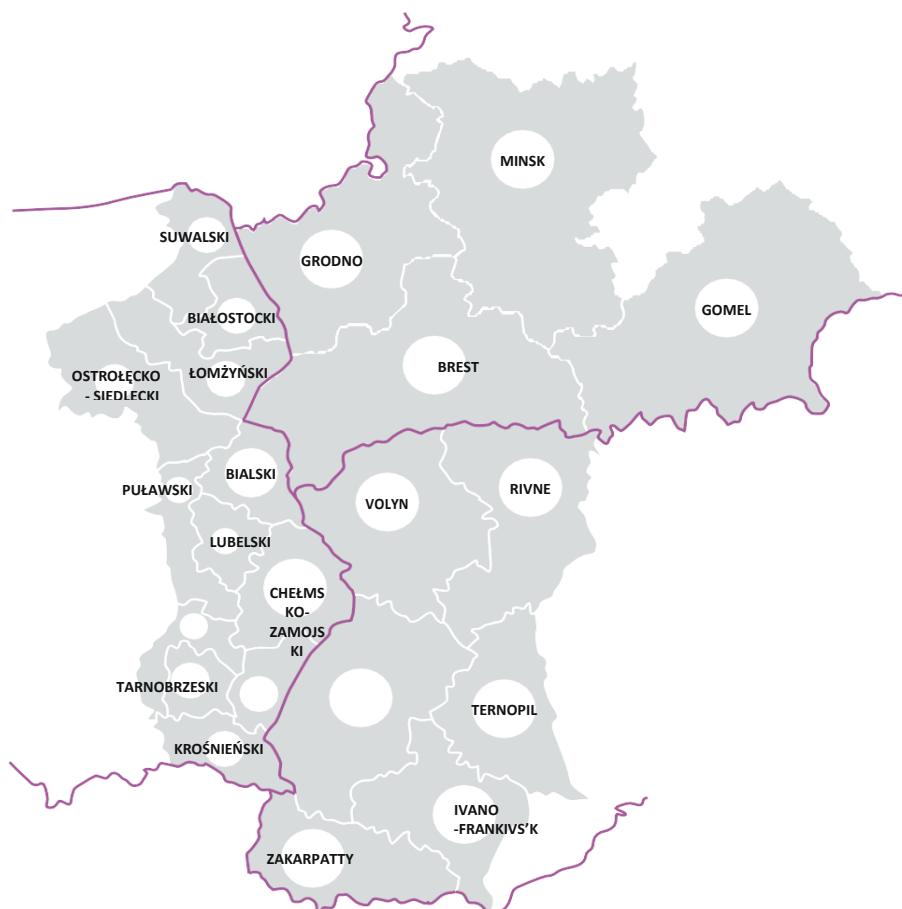 MINSK
SUWALSKI
GRODNO
BIAŁOSTOCKI
GOMEL
ŁOMŻYŃSKI
BREST
OSTROŁĘCKO
- SIEDLECKI
BIALSKI
PUŁAWSKI
VOLYN
RIVNE
LUBELSKI
CHEŁMS
KO-
ZAMOJS
KI
TARNOBRZESKI
TERNOPIL
KROŚNIEŃSKI
IVANO
-FRANKIVS’K
ZAKARPATTY